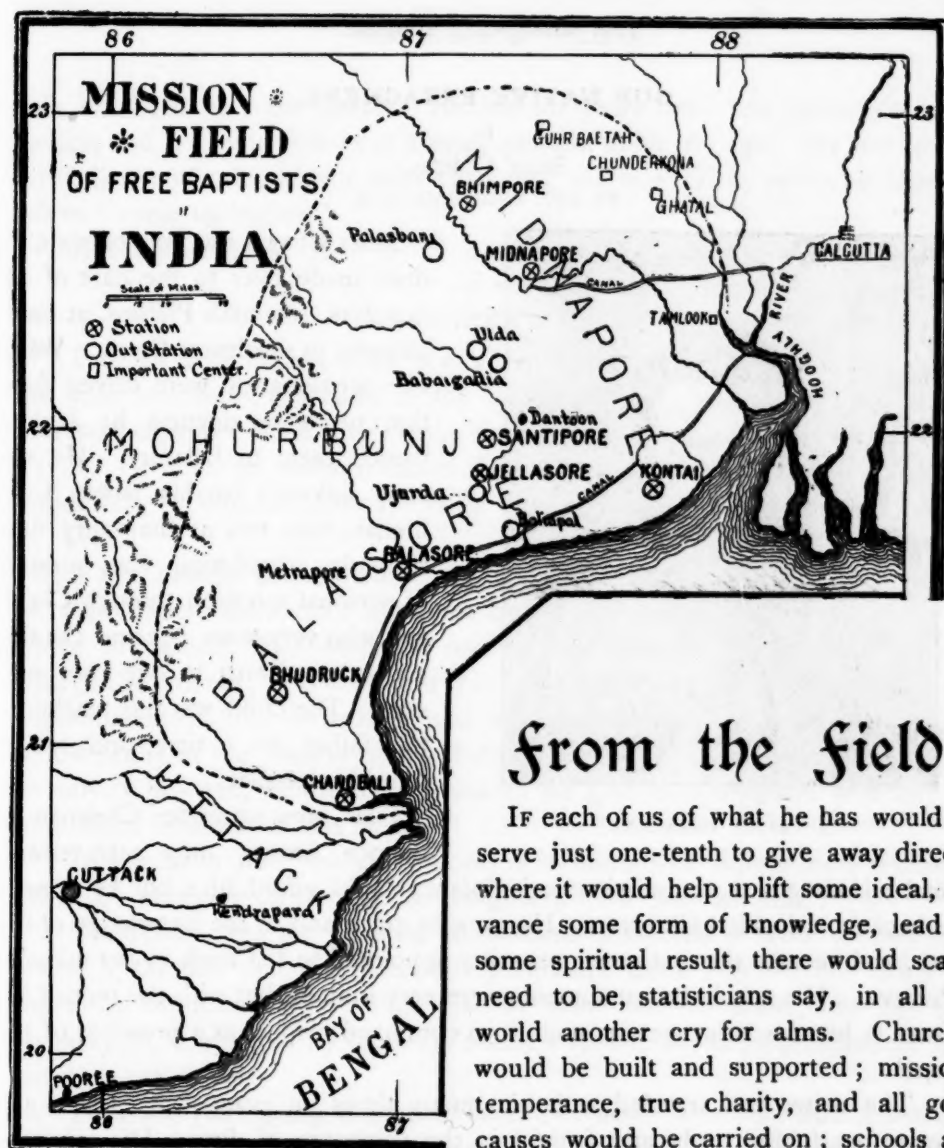 86 87 88
MISSION
FIELD
OF FREE BAPTISTS
INDIA
Scale of Miles
Station
Out Station
Important Center.
23 23
GUHR BAETAH
CHUNDERKONA
GHATAL
BHIMPORE
Palasbani
MIDNAPORE
CANAL
CALCUTTA
RIVER
HOOGHLY
TAMLOOK
MIDNAPORE
Ulda
Babaigadia
Dantoon
SANTIPORE
22 22
MOHURBUNJ
JELLASORE
Ujurda
KONTAI
CANAL
BALASORE
Metrapore
BALASORE
BHUDRUCK
21
CHANDBALI
CUTTACK
CUTTACK
Kendrapara
BAY OF
BENGAL
20
POOREE
86 87
From the Field
IF each of us of what he has would
serve just one-tenth to give away direc
where it would help uplift some ideal,
vance some form of knowledge, lead
some spiritual result, there would sca
need to be, statisticians say, in all
world another cry for alms. Church
would be built and supported; missio
temperance, true charity, and all go
causes would be carried on; schools a